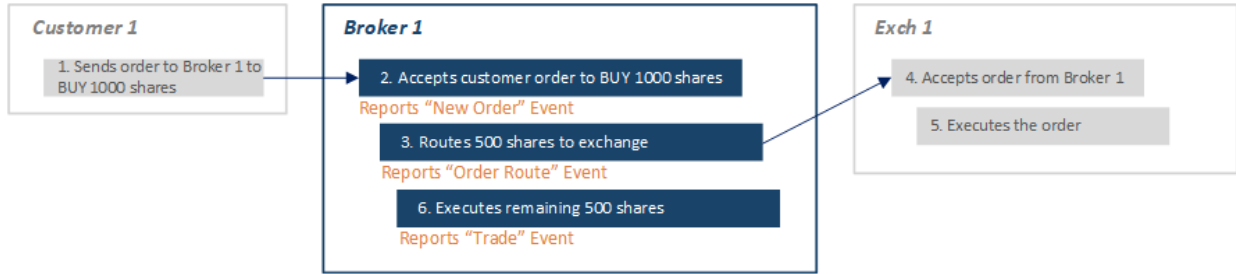 Customer 1
1. Sends order to Broker 1 to
BUY 1000 shares
Broker 1
2. Accepts customer order to BUY 1000 shares
Reports “New Order” Event
3. Routes 500 shares to exchange
Reports “Order Route” Event
6. Executes remaining 500 shares
Reports “Trade” Event
Exch 1
4. Accepts order from Broker 1
5. Executes the order